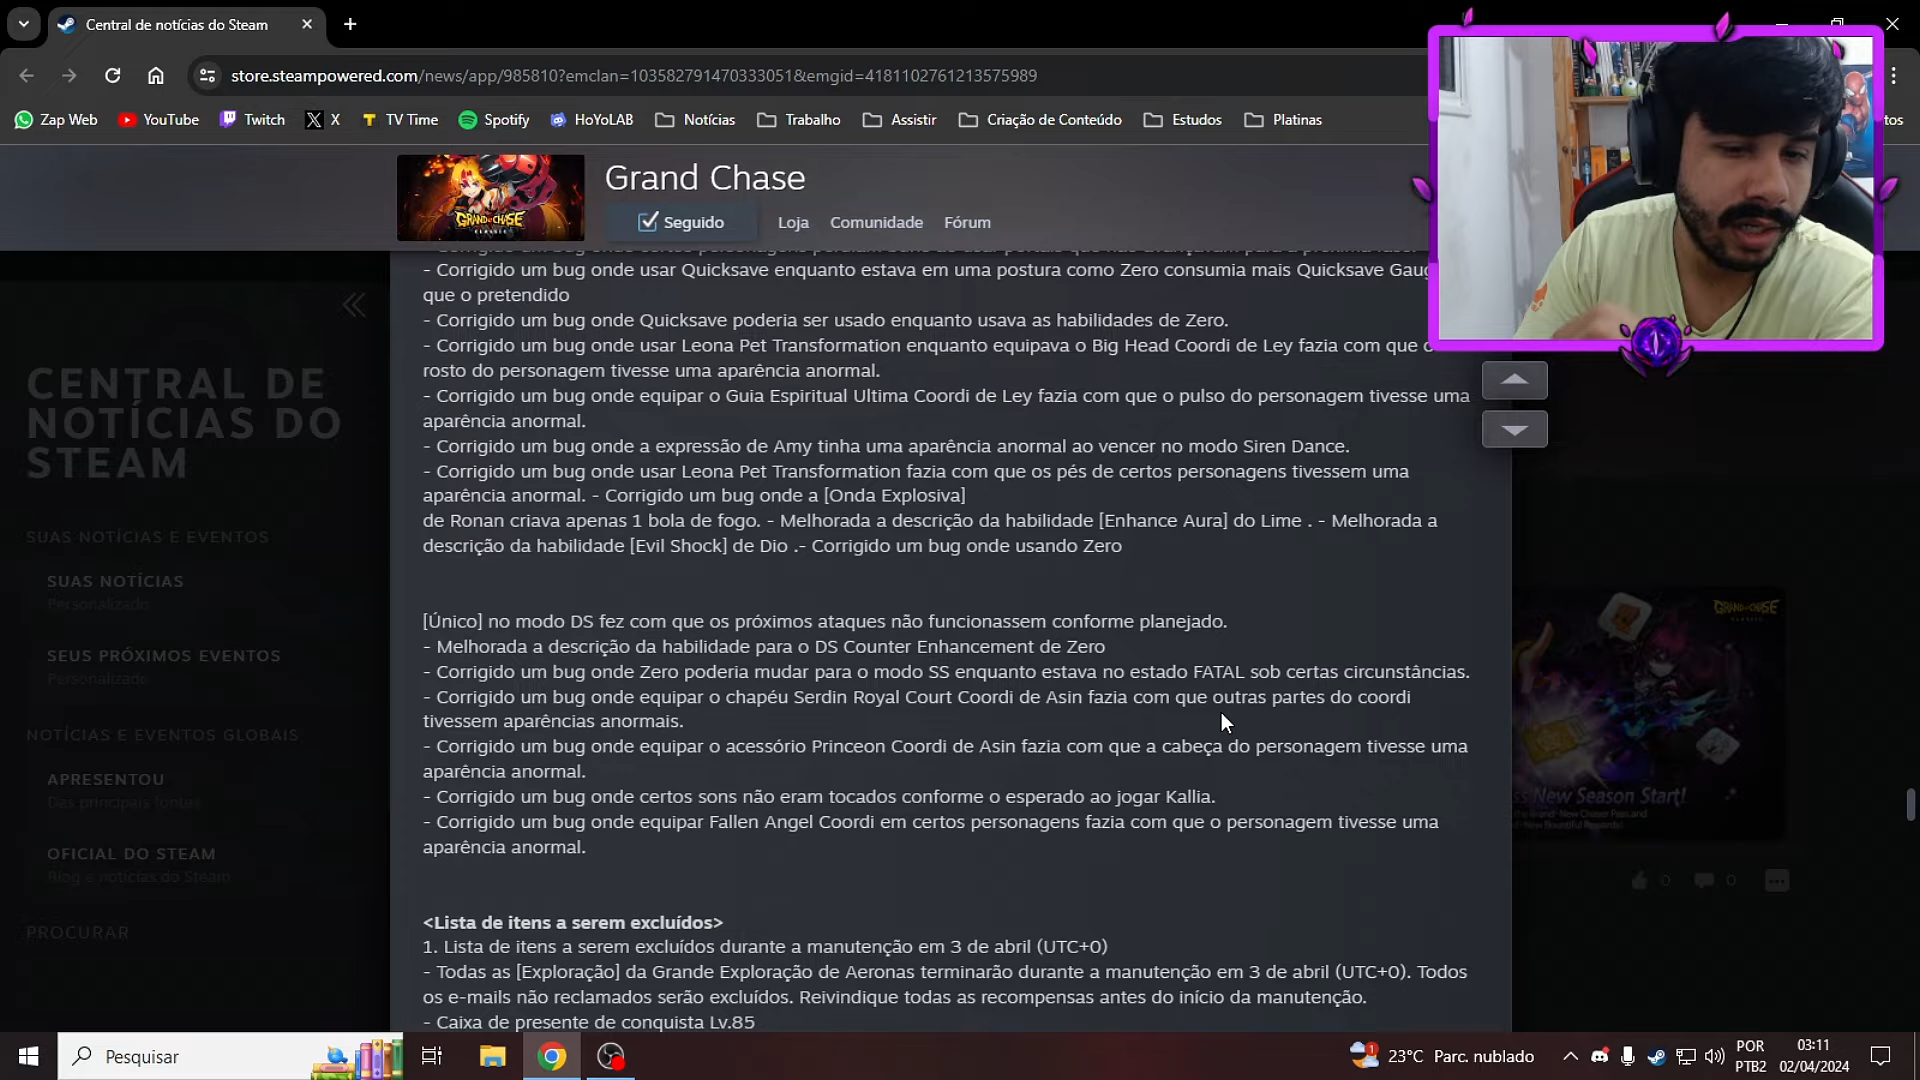 Central de notícias do Steam
store.steampowered.com/news/app/985810?emclan=103582791470333051&emgid=4181102761213575989
Zap Web YouTube Twitch X TV Time Spotify HoYoLAB Notícias Trabalho Assistir Criação de Conteúdo Estudos Platinas
Grand Chase
Seguido Loja Comunidade Fórum
- Corrigido um bug onde usar Quicksave enquanto estava em uma postura como Zero consumia mais Quicksave
que o pretendido
- Corrigido um bug onde Quicksave poderia ser usado enquanto usava as habilidades de Zero.
- Corrigido um bug onde usar Leona Pet Transformation enquanto equipava o Big Head Coordi de Ley fazia com que o
rosto do personagem tivesse uma aparência anormal.
- Corrigido um bug onde equipar o Guia Espiritual Ultima Coordi de Ley fazia com que o pulso do personagem tivesse uma
aparência anormal.
- Corrigido um bug onde a expressão de Amy tinha uma aparência anormal ao vencer no modo Siren Dance.
- Corrigido um bug onde usar Leona Pet Transformation fazia com que os pés de certos personagens tivessem uma
aparência anormal. - Corrigido um bug onde a [Onda Explosiva]
de Ronan criava apenas 1 bola de fogo. - Melhorada a descrição da habilidade [Enhance Aura] do Lime . - Melhorada a
descrição da habilidade [Evil Shock] de Dio .- Corrigido um bug onde usando Zero
[Único] no modo DS fez com que os próximos ataques não funcionassem conforme planejado.
- Melhorada a descrição da habilidade para o DS Counter Enhancement de Zero
- Corrigido um bug onde Zero poderia mudar para o modo SS enquanto estava no estado FATAL sob certas circunstâncias.
- Corrigido um bug onde equipar o chapéu Serdin Royal Court Coordi de Asin fazia com que outras partes do coordi
tivessem aparências anormais.
- Corrigido um bug onde equipar o acessório Princeon Coordi de Asin fazia com que a cabeça do personagem tivesse uma
aparência anormal.
- Corrigido um bug onde certos sons não eram tocados conforme o esperado ao jogar Kallia.
- Corrigido um bug onde equipar Fallen Angel Coordi em certos personagens fazia com que o personagem tivesse uma
aparência anormal.
<Lista de itens a serem excluídos>
1. Lista de itens a serem excluídos durante a manutenção em 3 de abril (UTC+0)
- Todas as [Exploração] da Grande Exploração de Aeronas terminarão durante a manutenção em 3 de abril (UTC+0). Todos
os e-mails não reclamados serão excluídos. Reivindique todas as recompensas antes do início da manutenção.
- Caixa de presente de conquista Lv.85
CENTRAL DE
NOTÍCIAS DO
STEAM
SUAS NOTÍCIAS E EVENTOS
SUAS NOTÍCIAS
Personalizado
SEUS PRÓXIMOS EVENTOS
Personalizado
NOTÍCIAS E EVENTOS GLOBAIS
APRESENTOU
Das principais fontes
OFICIAL DO STEAM
Blog e notícias do Steam
PROCURAR
New Season Start!
0 0
Pesquisar
23°C Parc. nublado
POR
PTB2
03:11
02/04/2024